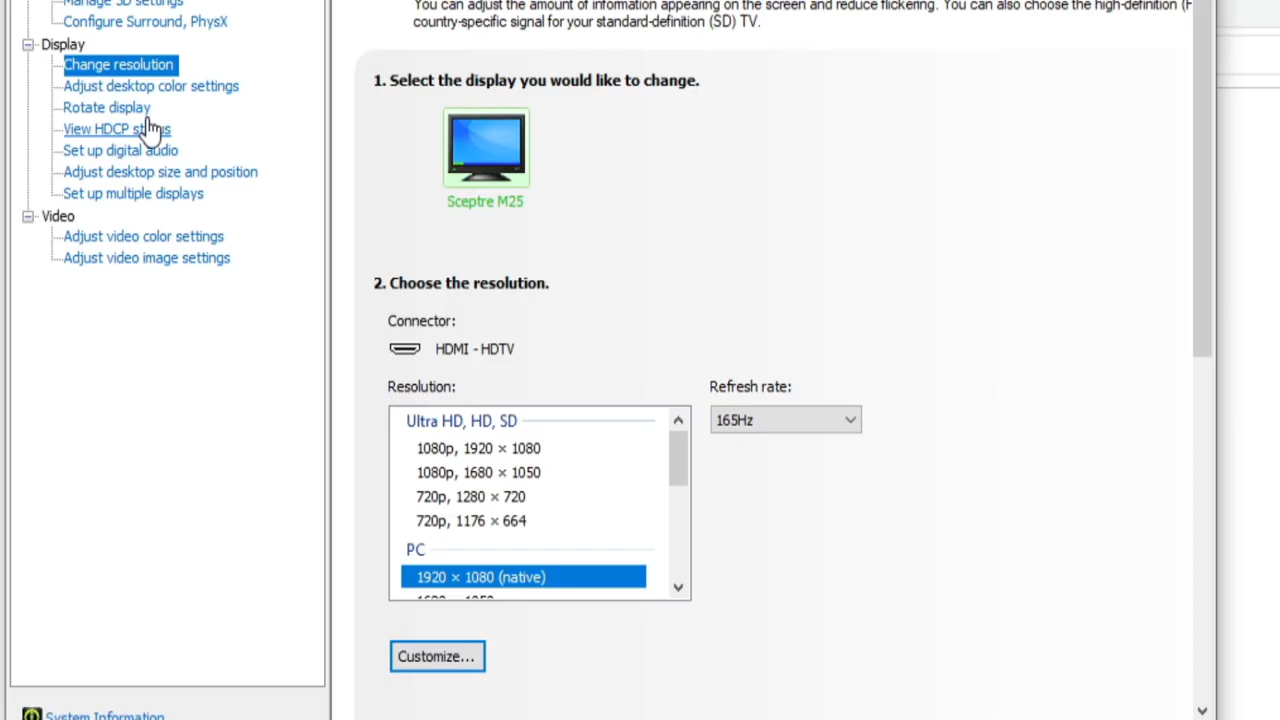 Manage 3D settings
Configure Surround, PhysX
Display
Change resolution
Adjust desktop color settings
Rotate display
View HDCP status
Set up digital audio
Adjust desktop size and position
Set up multiple displays
Video
Adjust video color settings
Adjust video image settings
System Information
You can adjust the amount of information appearing on the screen and reduce flickering. You can also choose the high-definition (
country-specific signal for your standard-definition (SD) TV.
1. Select the display you would like to change.
Sceptre M25
2. Choose the resolution.
Connector:
HDMI - HDTV
Resolution:
Refresh rate:
Ultra HD, HD, SD
165Hz
1080p, 1920 × 1080
1080p, 1680 × 1050
720p, 1280 × 720
720p, 1176 × 664
PC
1920 × 1080 (native)
Customize...